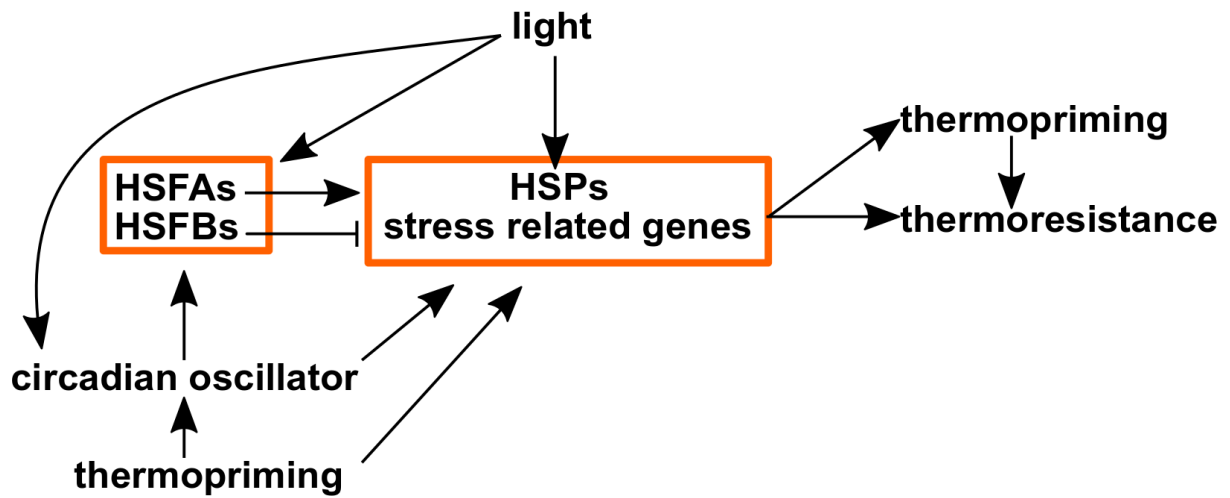 light
thermopriming
HSFAs
HSFBs
HSPs
stress related genes
thermoresistance
circadian oscillator
thermopriming